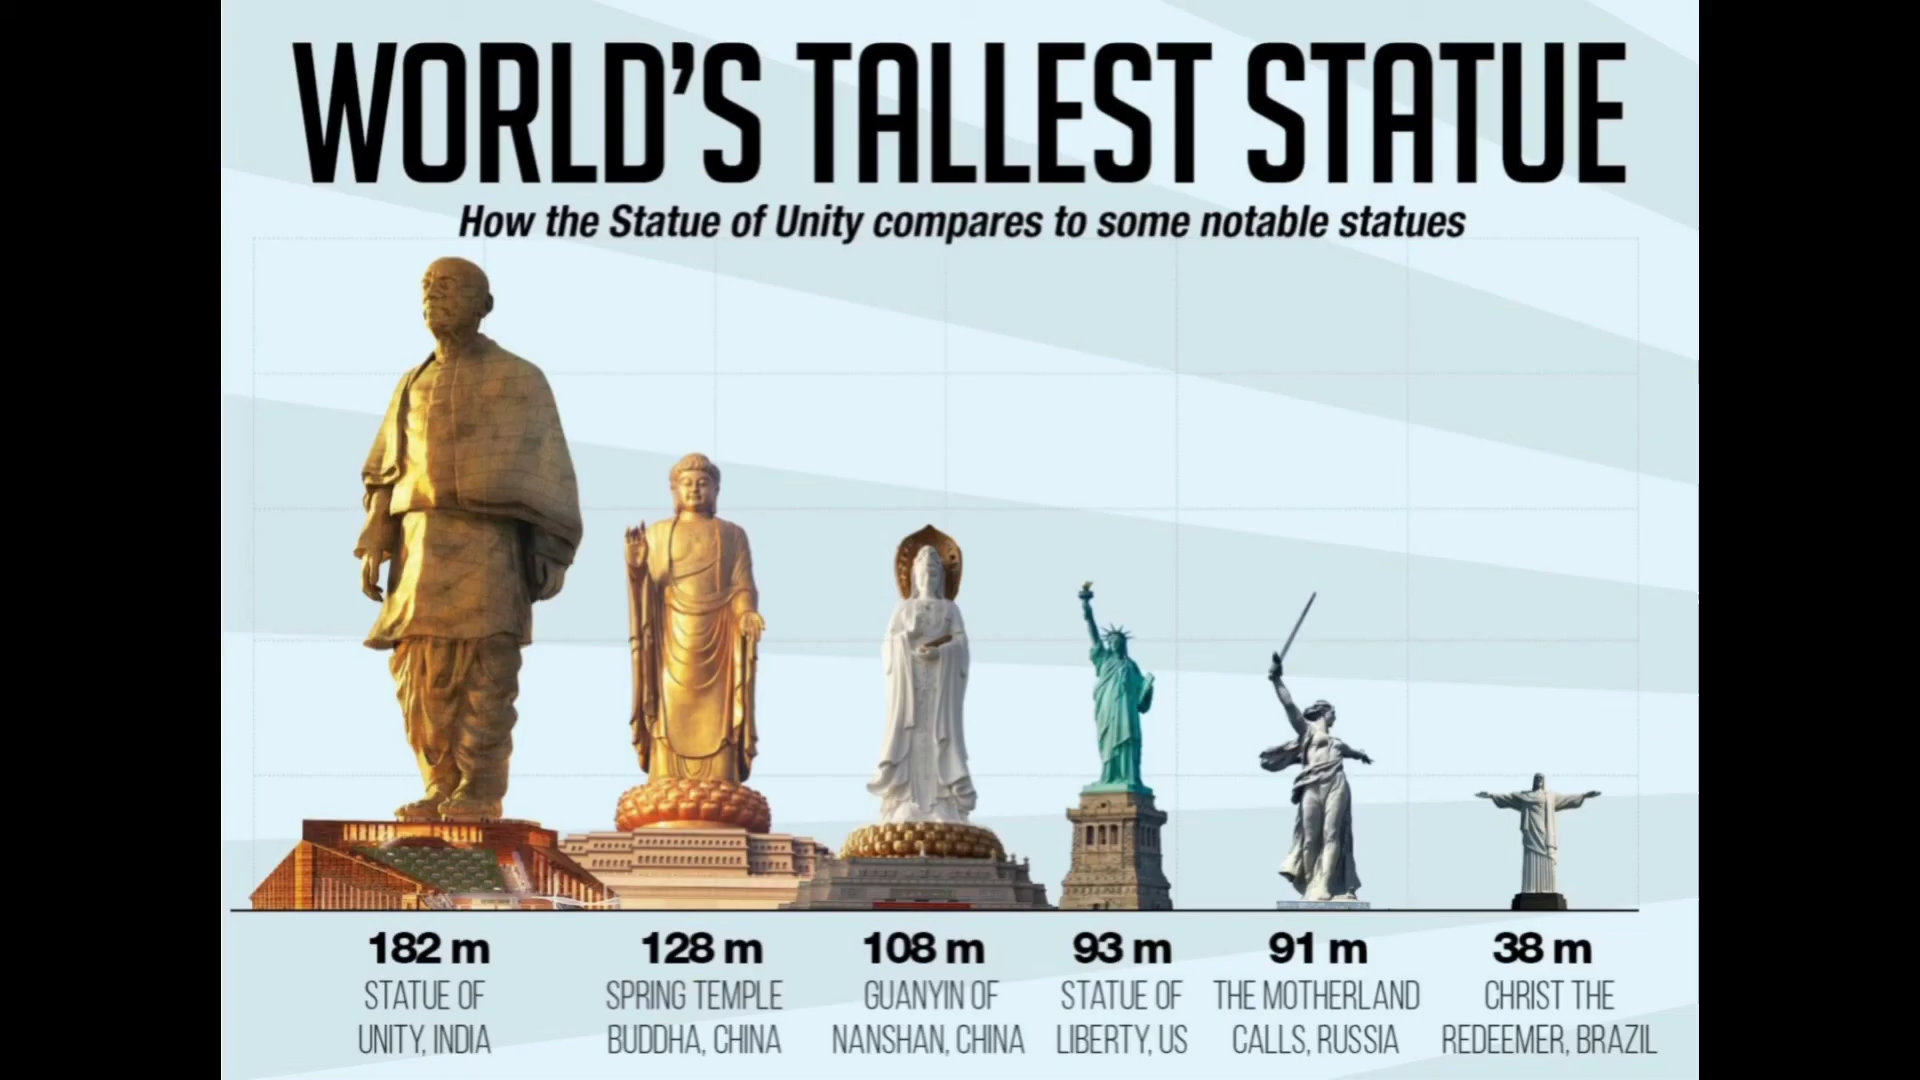 WORLD'S TALLEST STATUE
How the Statue of Unity compares to some notable statues
182 m
STATUE OF
UNITY, INDIA
128 m
SPRING TEMPLE
BUDDHA, CHINA
108 m
GUANYIN OF
NANSHAN, CHINA
93 m
STATUE OF
LIBERTY, US
91 m
THE MOTHERLAND
CALLS, RUSSIA
38 m
CHRIST THE
REDEEMER, BRAZIL